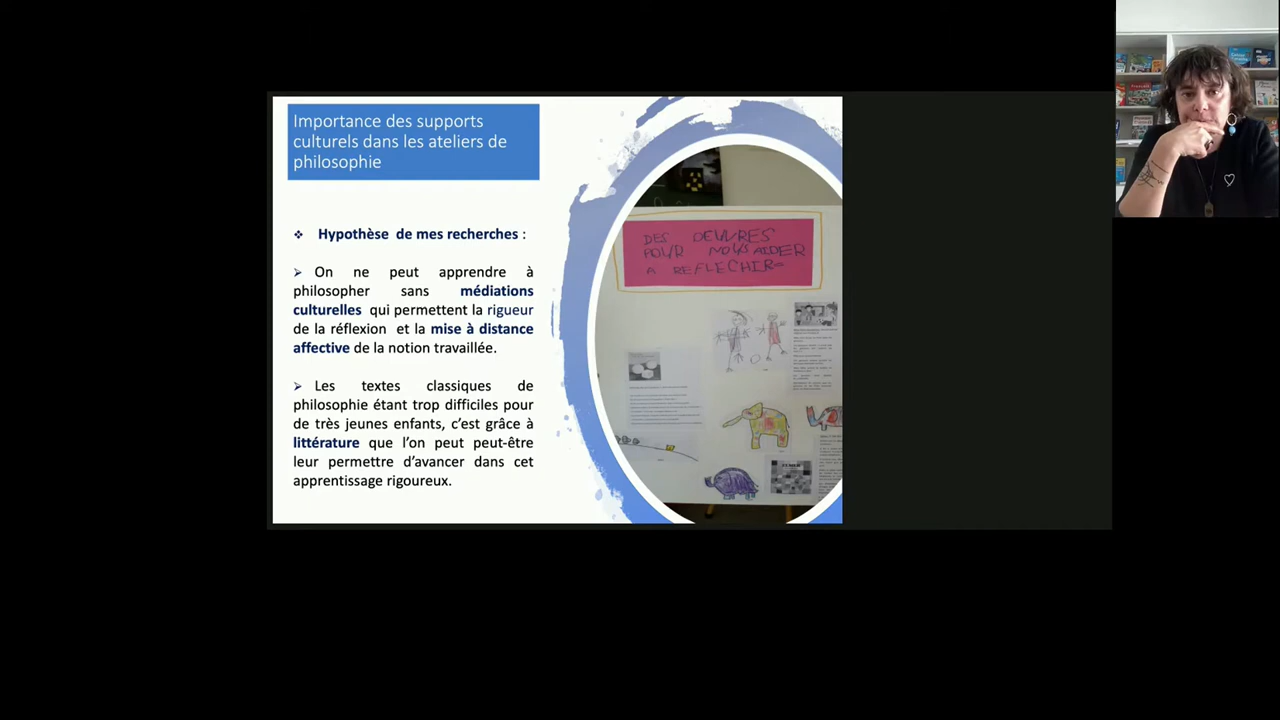 Importance des supports
culturels dans les ateliers de
philosophie
❖ Hypothèse de mes recherches :
➢ On ne peut apprendre à
philosopher sans médiations
culturelles qui permettent la rigueur
de la réflexion et la mise à distance
affective de la notion travaillée.
➢ Les textes classiques de
philosophie étant trop difficiles pour
de très jeunes enfants, c’est grâce à
littérature que l’on peut peut-être
leur permettre d’avancer dans cet
apprentissage rigoureux.
DES OEUVRES
POUR NOUS AIDER
A REFLECHIR